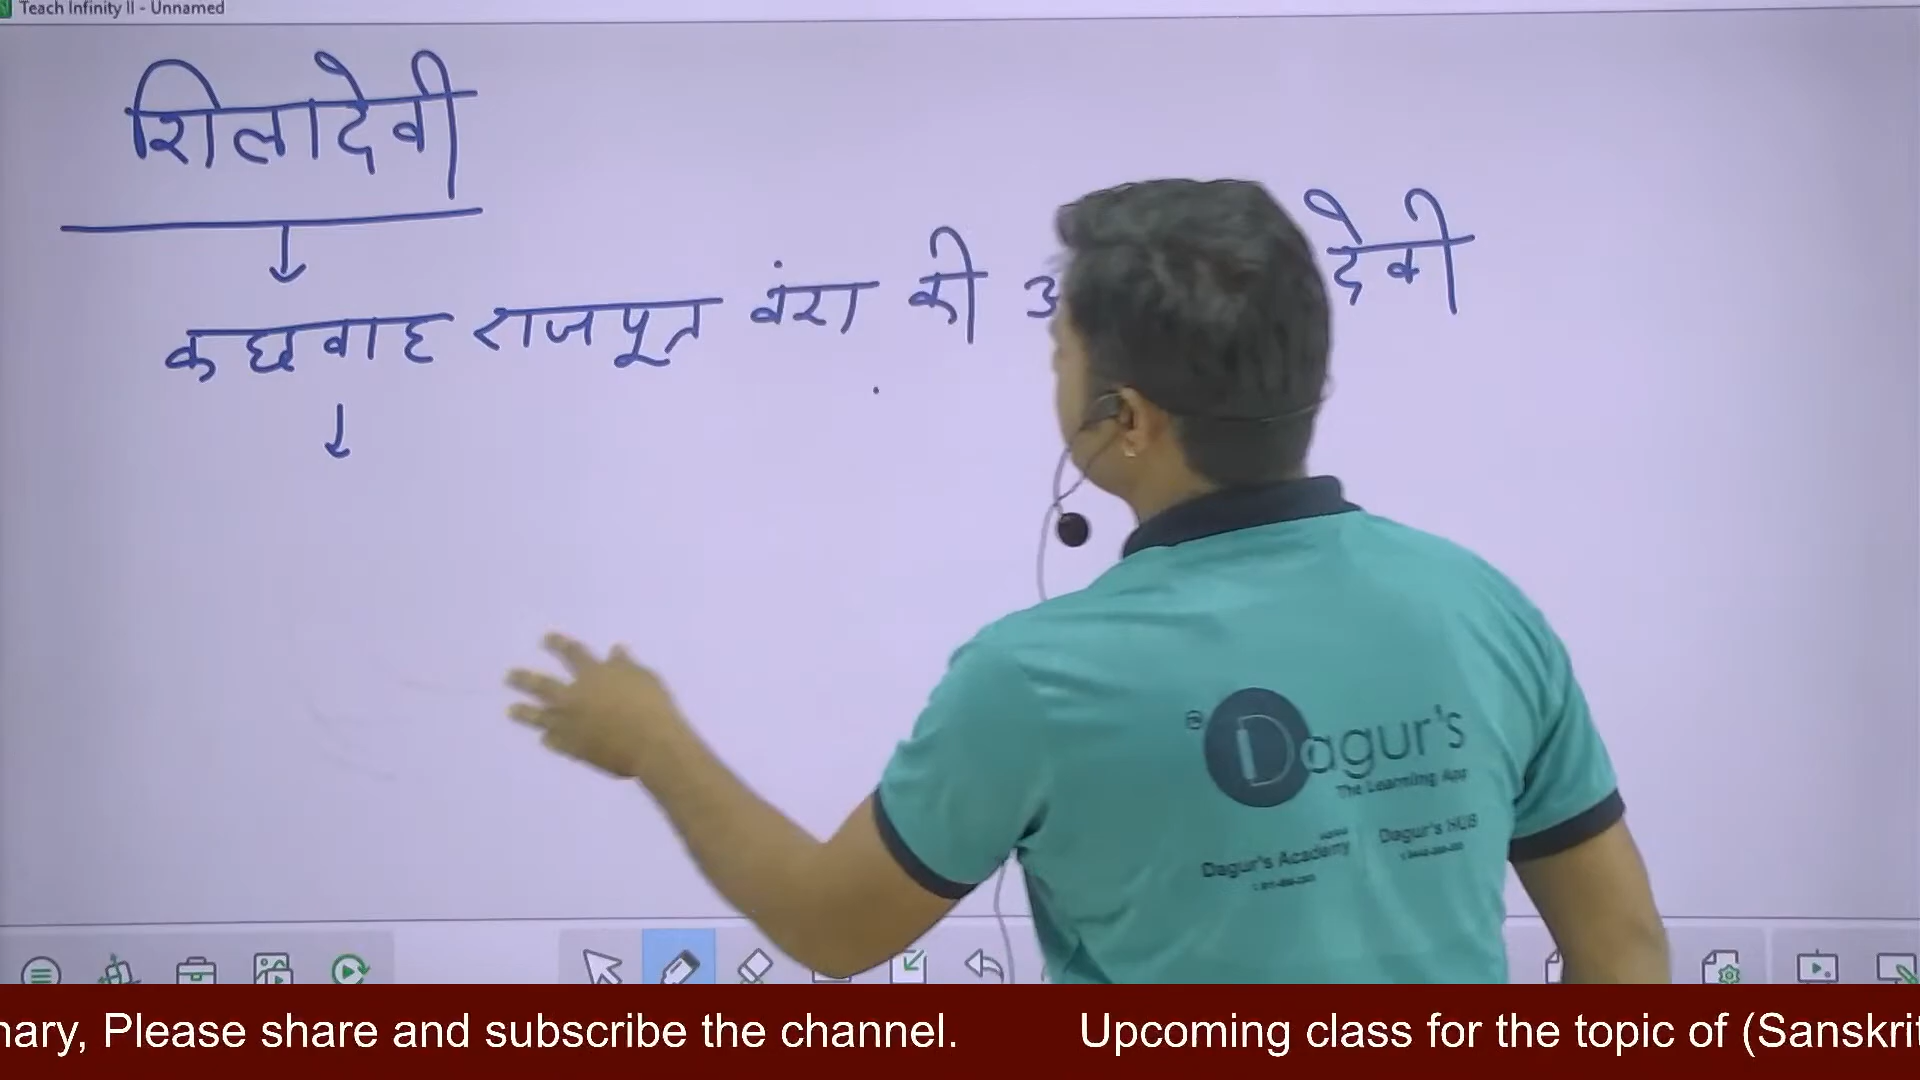 Teach Infinity II - Unnamed
शिलादेवी
कछवाह राजपूत वंश की देवी
Dagur's
The Learning App
Dagur's Academy
Dagur's HUB
Please share and subscribe the channel. Upcoming class for the topic of (Sanskrit